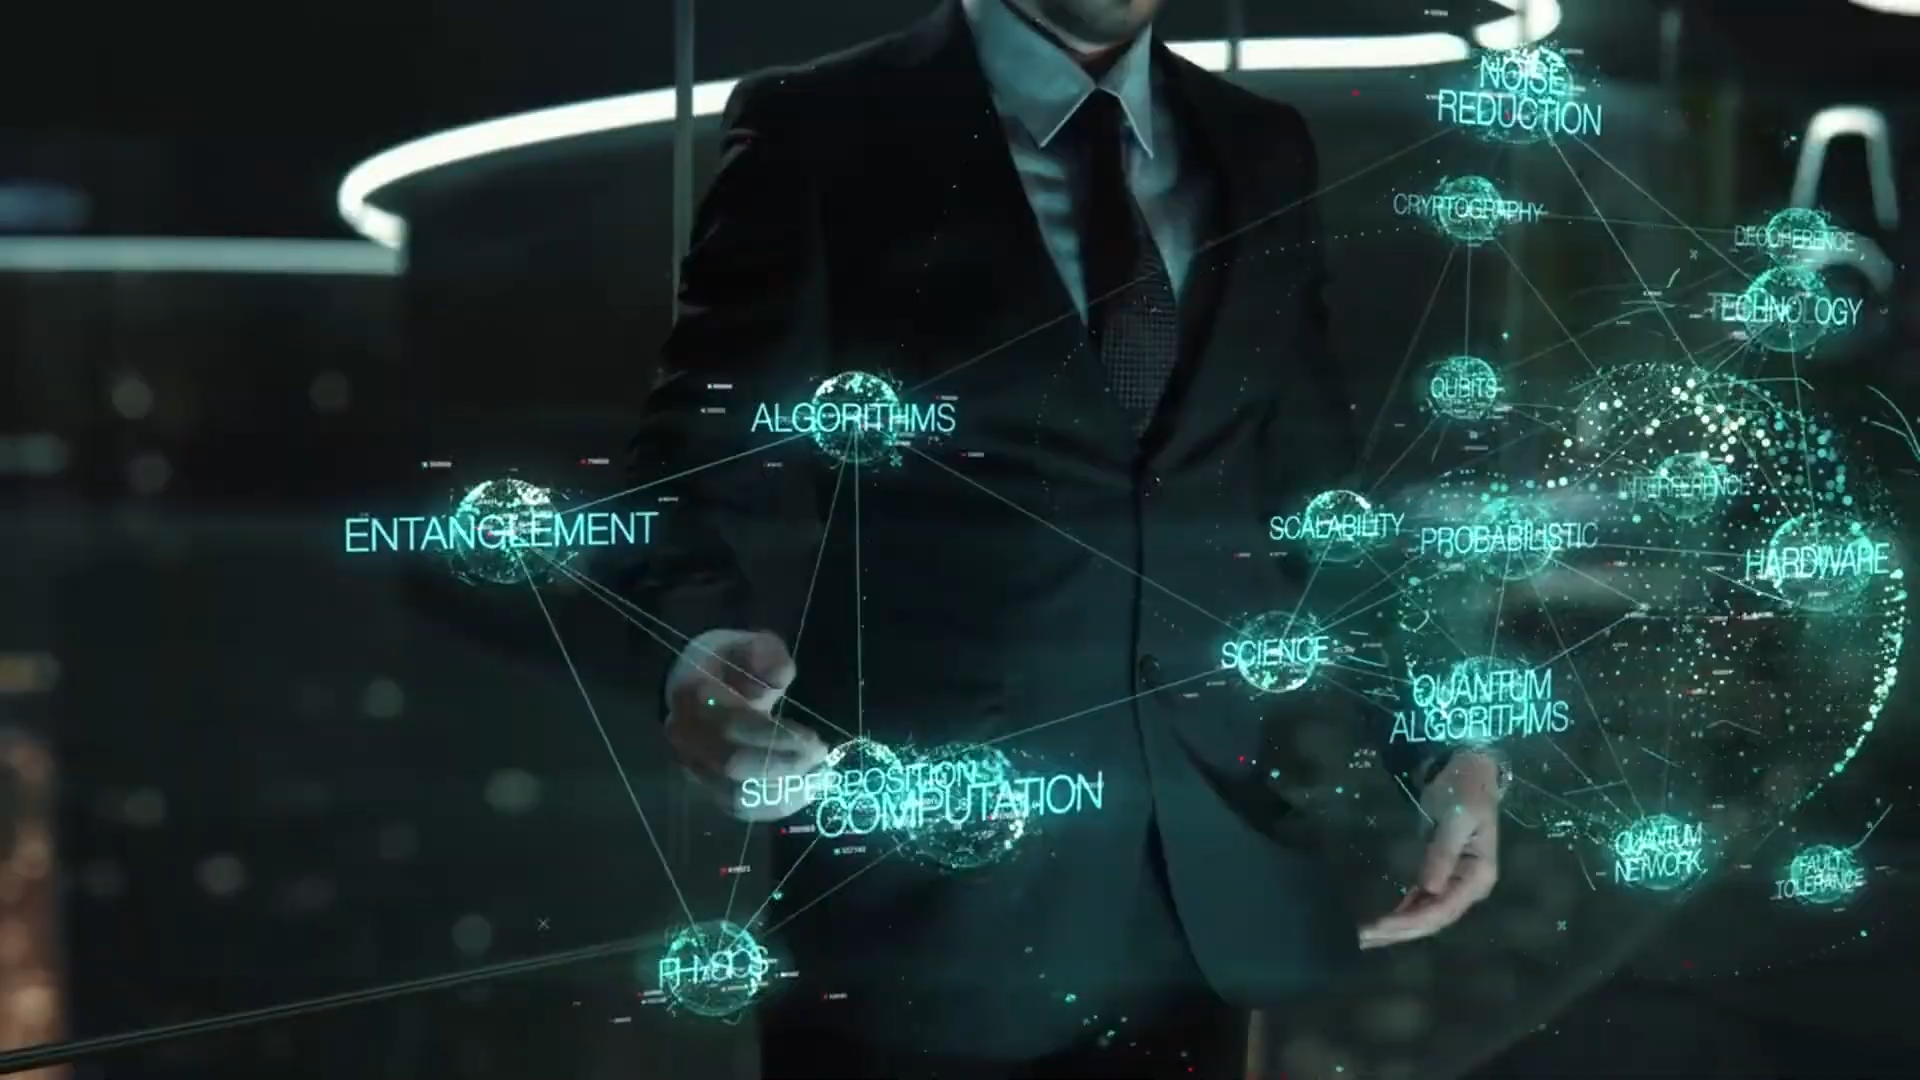 NOISE
REDUCTION
CRYPTOGRAPHY
DECOHERENCE
TECHNOLOGY
QUBITS
ALGORITHMS
INTERFERENCE
ENTANGLEMENT
SCALABILITY
PROBABILISTIC
HARDWARE
SCIENCE
QUANTUM
ALGORITHMS
SUPERPOSITION
COMPUTATION
QUANTUM
NETWORK
FAULT
TOLERANCE
PHYSICS